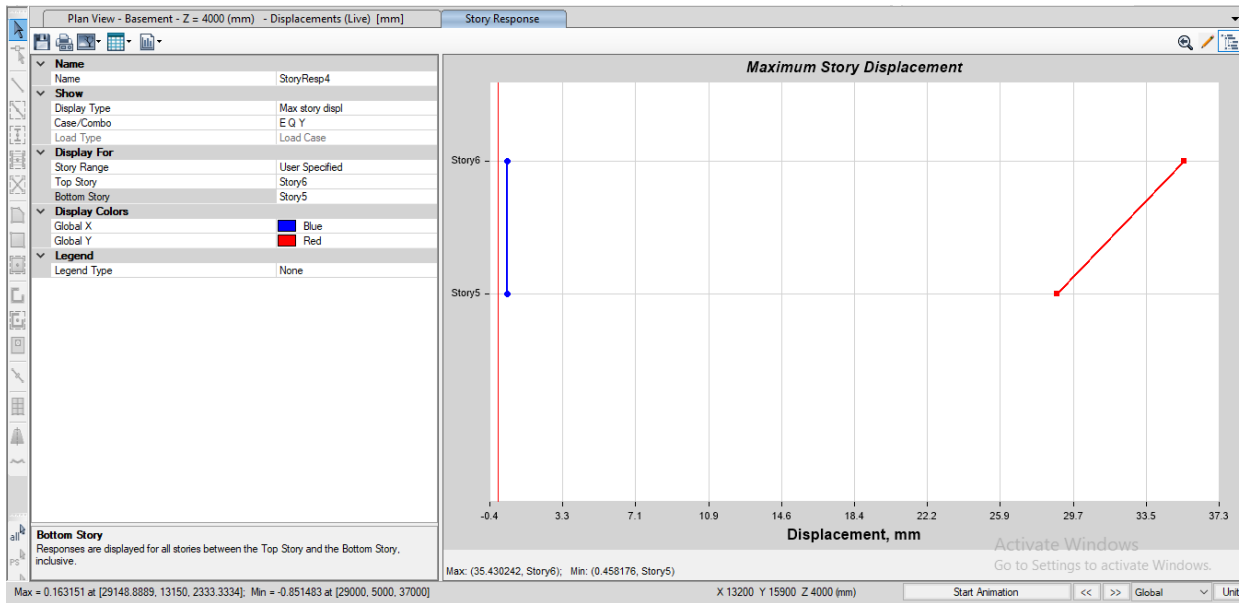 Plan View - Basement - Z = 4000 (mm) - Displacements (Live) [mm]
Story Response
Name
Name StoryResp4
Show
Display Type Max story displ
Case/Combo E Q Y
Load Type Load Case
Display For
Story Range User Specified
Top Story Story6
Bottom Story Story5
Display Colors
Global X Blue
Global Y Red
Legend
Legend Type None
Bottom Story
Responses are displayed for all stories between the Top Story and the Bottom Story,
inclusive.
all
PS
Maximum Story Displacement
Story6
Story5
-0.4 3.3 7.1 10.9 14.6 18.4 22.2 25.9 29.7 33.5 37.3
Displacement, mm
Activate Windows
Go to Settings to activate Windows.
Max: (35.430242, Story6); Min: (0.458176, Story5)
Max = 0.163151 at [29148.8889, 13150, 2333.3334]; Min = -0.851483 at [29000, 5000, 37000]
X 13200 Y 15900 Z 4000 (mm)
Start Animation
<< >>
Global
Unit